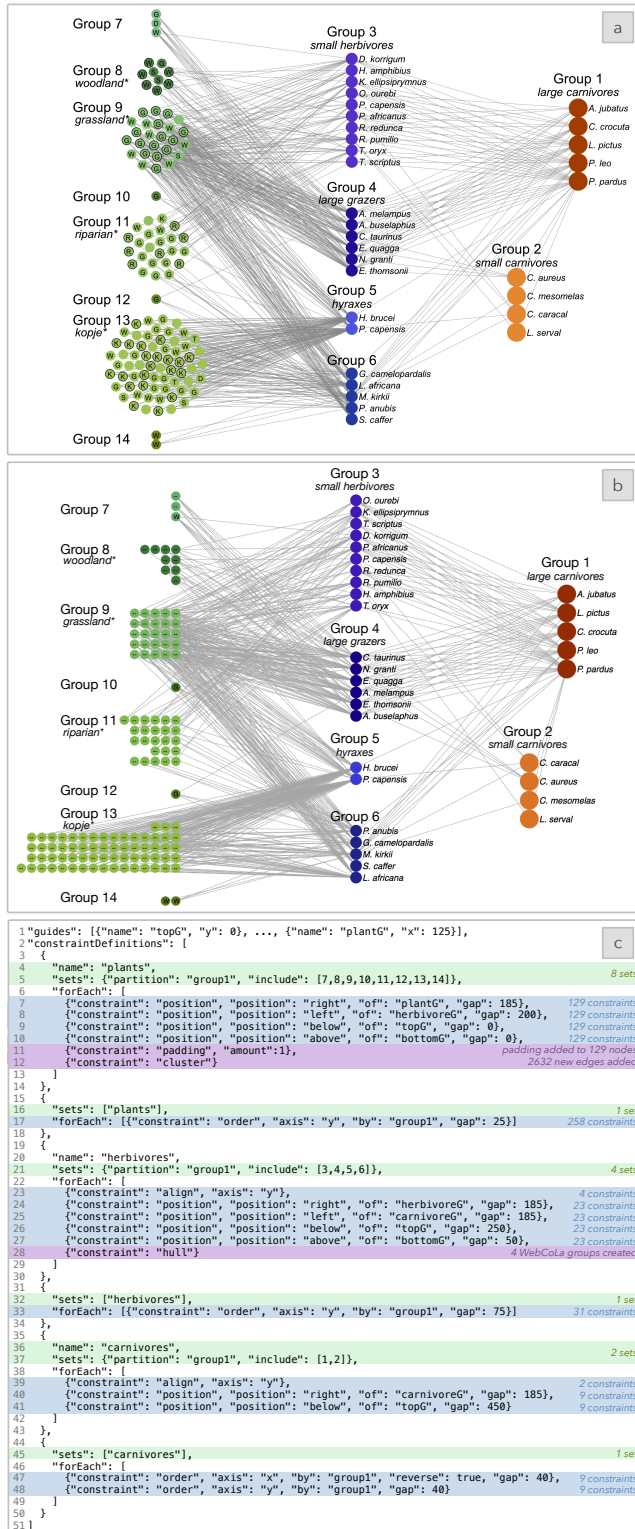 a
Group 7
Group 8
woodland*
Group 9
grassland*
Group 10
Group 11
riparian*
Group 12
Group 13
kopje*
Group 14
Group 3
small herbivores
D. korrigum
H. amphibius
K. ellipsiprymnus
O. ourebi
P. capensis
P. africanus
R. redunca
R. pumilio
T. oryx
T. scriptus
Group 4
large grazers
A. melampus
A. buselaphus
C. taurinus
E. quagga
N. granti
E. thomsonii
Group 5
hyraxes
H. brucei
P. capensis
Group 6
G. camelopardalis
L. africana
M. kirkii
P. anubis
S. caffer
Group 1
large carnivores
A. jubatus
C. crocuta
L. pictus
P. leo
P. pardus
Group 2
small carnivores
C. aureus
C. mesomelas
C. caracal
L. serval
b
Group 7
Group 8
woodland*
Group 9
grassland*
Group 10
Group 11
riparian*
Group 12
Group 13
kopje*
Group 14
Group 3
small herbivores
O. ourebi
K. ellipsiprymnus
T. scriptus
D. korrigum
P. africanus
P. capensis
R. redunca
R. pumilio
H. amphibius
T. oryx
Group 4
large grazers
C. taurinus
N. granti
E. quagga
A. melampus
E. thomsonii
A. buselaphus
Group 5
hyraxes
H. brucei
P. capensis
Group 6
P. anubis
G. camelopardalis
M. kirkii
S. caffer
L. africana
Group 1
large carnivores
A. jubatus
L. pictus
C. crocuta
P. leo
P. pardus
Group 2
small carnivores
C. caracal
C. aureus
C. mesomelas
L. serval
c
1 "guides": [{"name": "topG", "y": 0}, ..., {"name": "plantG", "x": 125}],
2 "constraintDefinitions": [
3 {
4 "name": "plants",
5 "sets": {"partition": "group1", "include": [7,8,9,10,11,12,13,14]}, 8 sets
6 "forEach": [
7 {"constraint": "position", "position": "right", "of": "plantG", "gap": 185}, 129 constraints
8 {"constraint": "position", "position": "left", "of": "herbivoreG", "gap": 200}, 129 constraints
9 {"constraint": "position", "position": "below", "of": "topG", "gap": 0}, 129 constraints
10 {"constraint": "position", "position": "above", "of": "bottomG", "gap": 0}, 129 constraints
11 {"constraint": "padding", "amount":1}, padding added to 129 nodes
12 {"constraint": "cluster"} 2632 new edges added
13 ]
14 },
15 {
16 "sets": ["plants"], 1 set
17 "forEach": [{"constraint": "order", "axis": "y", "by": "group1", "gap": 25}] 258 constraints
18 },
19 {
20 "name": "herbivores",
21 "sets": {"partition": "group1", "include": [3,4,5,6]}, 4 sets
22 "forEach": [
23 {"constraint": "align", "axis": "y"}, 4 constraints
24 {"constraint": "position", "position": "right", "of": "herbivoreG", "gap": 185}, 23 constraints
25 {"constraint": "position", "position": "left", "of": "carnivoreG", "gap": 185}, 23 constraints
26 {"constraint": "position", "position": "below", "of": "topG", "gap": 250}, 23 constraints
27 {"constraint": "position", "position": "above", "of": "bottomG", "gap": 50}, 23 constraints
28 {"constraint": "hull"} 4 WebCoLa groups created
29 ]
30 },
31 {
32 "sets": ["herbivores"], 1 set
33 "forEach": [{"constraint": "order", "axis": "y", "by": "group1", "gap": 75}] 31 constraints
34 },
35 {
36 "name": "carnivores",
37 "sets": {"partition": "group1", "include": [1,2]}, 2 sets
38 "forEach": [
39 {"constraint": "align", "axis": "y"}, 2 constraints
40 {"constraint": "position", "position": "right", "of": "carnivoreG", "gap": 185}, 9 constraints
41 {"constraint": "position", "position": "below", "of": "topG", "gap": 450} 9 constraints
42 ]
43 },
44 {
45 "sets": ["carnivores"], 1 set
46 "forEach": [
47 {"constraint": "order", "axis": "x", "by": "group1", "reverse": true, "gap": 40}, 9 constraints
48 {"constraint": "order", "axis": "y", "by": "group1", "gap": 40} 9 constraints
49 ]
50 }
51 ]